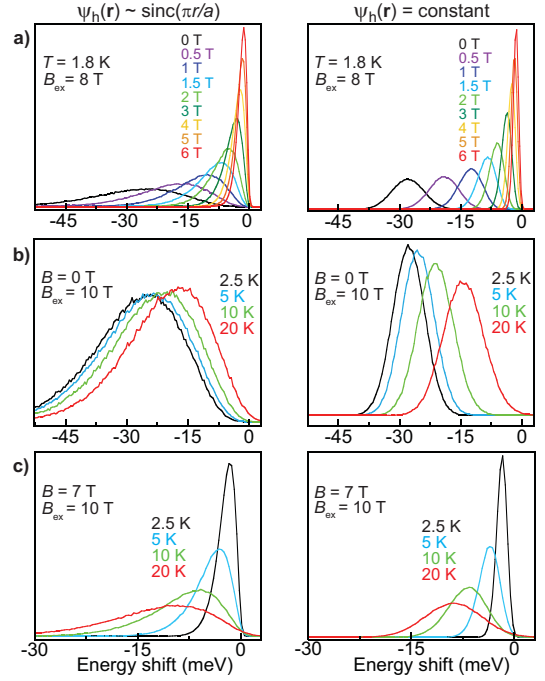 ψh(r) ~ sinc(πr/a)
ψh(r) = constant
a)
T = 1.8 K
Bex = 8 T
0 T
0.5 T
1 T
1.5 T
2 T
3 T
4 T
5 T
6 T
-45 -30 -15 0
T = 1.8 K
Bex = 8 T
0 T
0.5 T
1 T
1.5 T
2 T
3 T
4 T
5 T
6 T
-45 -30 -15 0
b)
B = 0 T
Bex = 10 T
2.5 K
5 K
10 K
20 K
-45 -30 -15 0
B = 0 T
Bex = 10 T
2.5 K
5 K
10 K
20 K
-45 -30 -15 0
c)
B = 7 T
Bex = 10 T
2.5 K
5 K
10 K
20 K
-30 -15 0
Energy shift (meV)
B = 7 T
Bex = 10 T
2.5 K
5 K
10 K
20 K
-30 -15 0
Energy shift (meV)